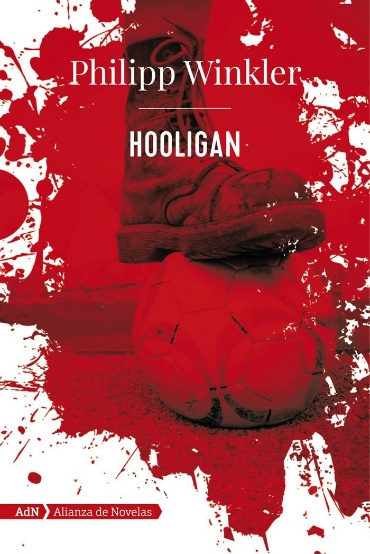 Philipp Winkler
HOOLIGAN
AdN Alianza de Novelas